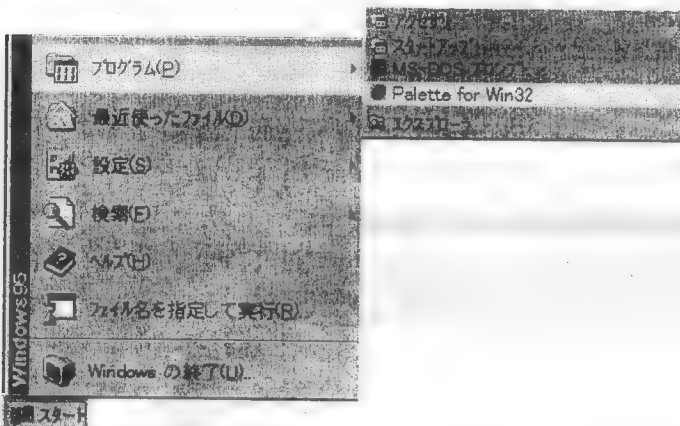 プログラム(P)
最近使ったファイル(D)
設定(S)
検索(F)
ヘルプ(H)
ファイル名を指定して実行(R)...
Windows の終了(U)...
Windows95
スタート
アクセサリ
スタートアップ
MS-DOS プロンプト
Palette for Win32
エクスプローラ